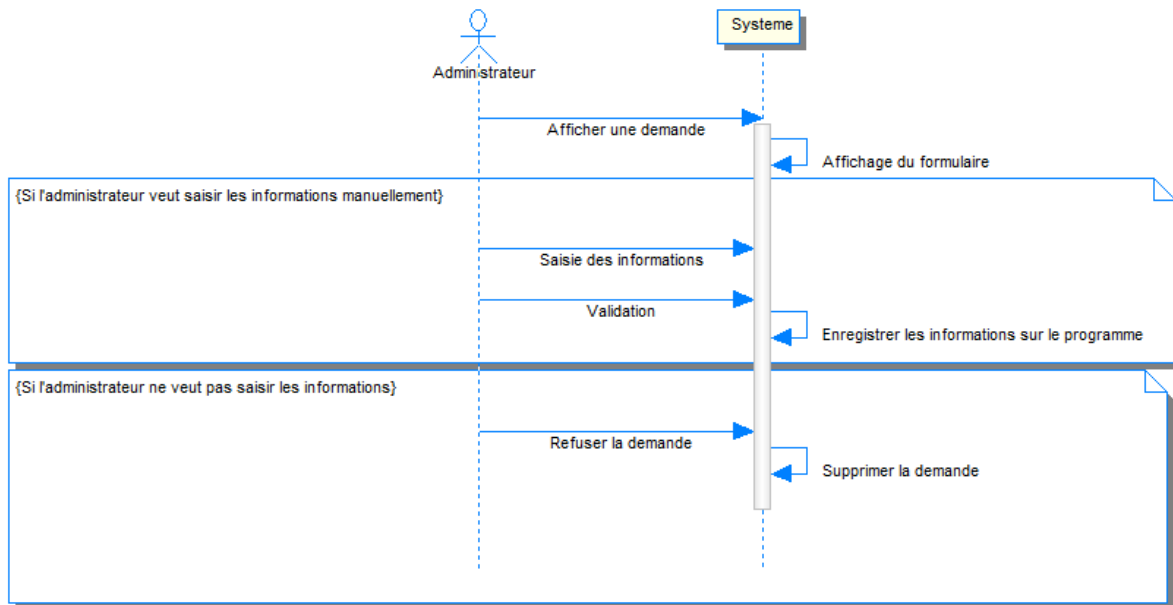 Systeme
Administrateur
Afficher une demande
Affichage du formulaire
{Si l'administrateur veut saisir les informations manuellement}
Saisie des informations
Validation
Enregistrer les informations sur le programme
{Si l'administrateur ne veut pas saisir les informations}
Refuser la demande
Supprimer la demande